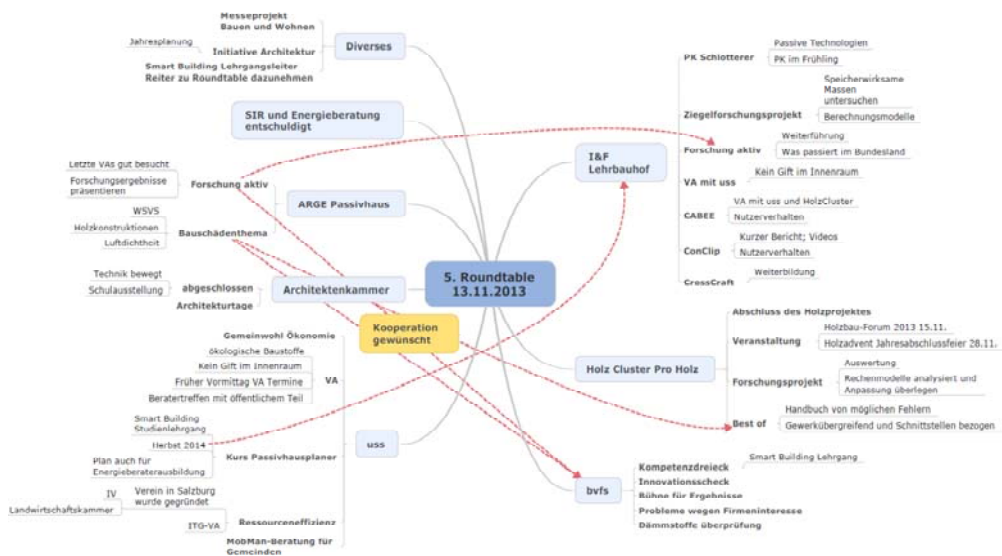 5. Roundtable
13.11.2013
Kooperation
gewünscht
Diverses
Messeprojekt
Bauen und Wohnen
Initiative Architektur
Jahresplanung
Smart Building Lehrgangsleiter
Reiter zu Roundtable dazunehmen
SIR und Energieberatung
entschuldigt
ARGE Passivhaus
Forschung aktiv
Letzte VAs gut besucht
Forschungsergebnisse
präsentieren
Bauschädenthema
WSVS
Holzkonstruktionen
Luftdichtheit
Architektenkammer
abgeschlossen
Technik bewegt
Schulausstellung
Architekturtage
uss
Gemeinwohl Ökonomie
VA
ökologische Baustoffe
Kein Gift im Innenraum
Früher Vormittag VA Termine
Beratertreffen mit öffentlichem Teil
Kurs Passivhausplaner
Smart Building
Studienlehrgang
Herbst 2014
Plan auch für
Energieberaterausbildung
Ressourceneffizienz
Verein in Salzburg
wurde gegründet
IV
Landwirtschaftskammer
ITG-VA
MobMan-Beratung für
Gemeinden
I&F
Lehrbauhof
PK Schlotterer
Passive Technologien
PK im Frühling
Ziegelforschungsprojekt
Speicherwirksame
Massen
untersuchen
Berechnungsmodelle
Forschung aktiv
Weiterführung
Was passiert im Bundesland
VA mit uss
Kein Gift im Innenraum
CABEE
VA mit uss und HolzCluster
Nutzerverhalten
ConClip
Kurzer Bericht; Videos
Nutzerverhalten
CrossCraft
Weiterbildung
Holz Cluster Pro Holz
Abschluss des Holzprojektes
Veranstaltung
Holzbau-Forum 2013 15.11.
Holzadvent Jahresabschlussfeier 28.11.
Forschungsprojekt
Auswertung
Rechenmodelle analysiert und
Anpassung überlegen
Best of
Handbuch von möglichen Fehlern
Gewerkübergreifend und Schnittstellen bezogen
bvfs
Kompetenzdreieck
Smart Building Lehrgang
Innovationsscheck
Bühne für Ergebnisse
Probleme wegen Firmeninteresse
Dämmstoffe überprüfung